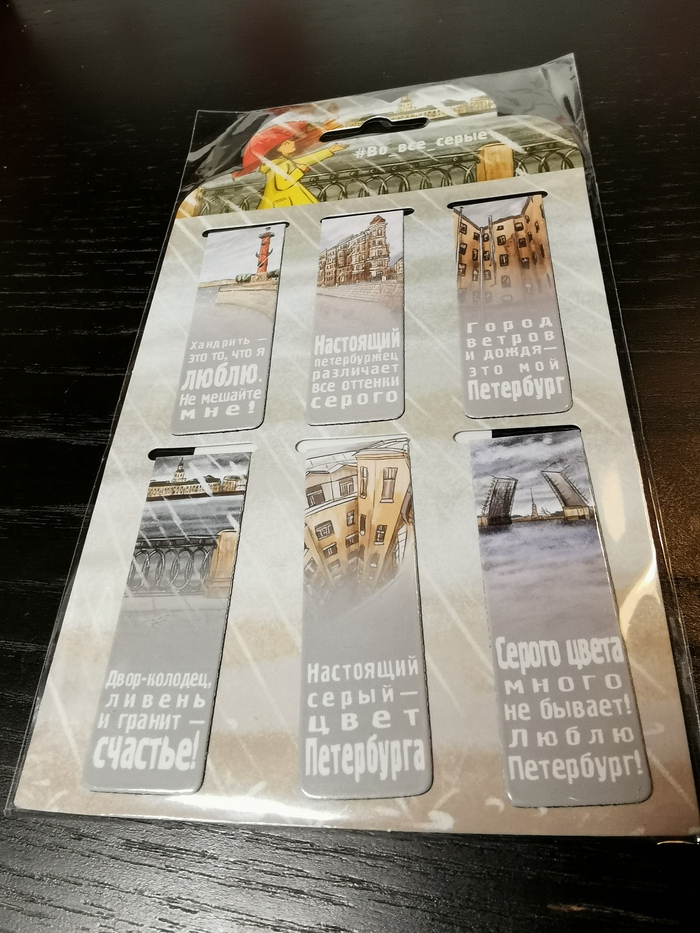 #Во_все_серые
Хандрить —
это то, что я
люблю.
Не мешайте
мне!
Настоящий
петербуржец
различает
все оттенки
серого
Город
ветров
и дождя—
это мой
Петербург
Двор-колодец,
ливень
и гранит —
счастье!
Настоящий
серый —
цвет
Петербурга
Серого цвета
много
не бывает!
Люблю
Петербург!